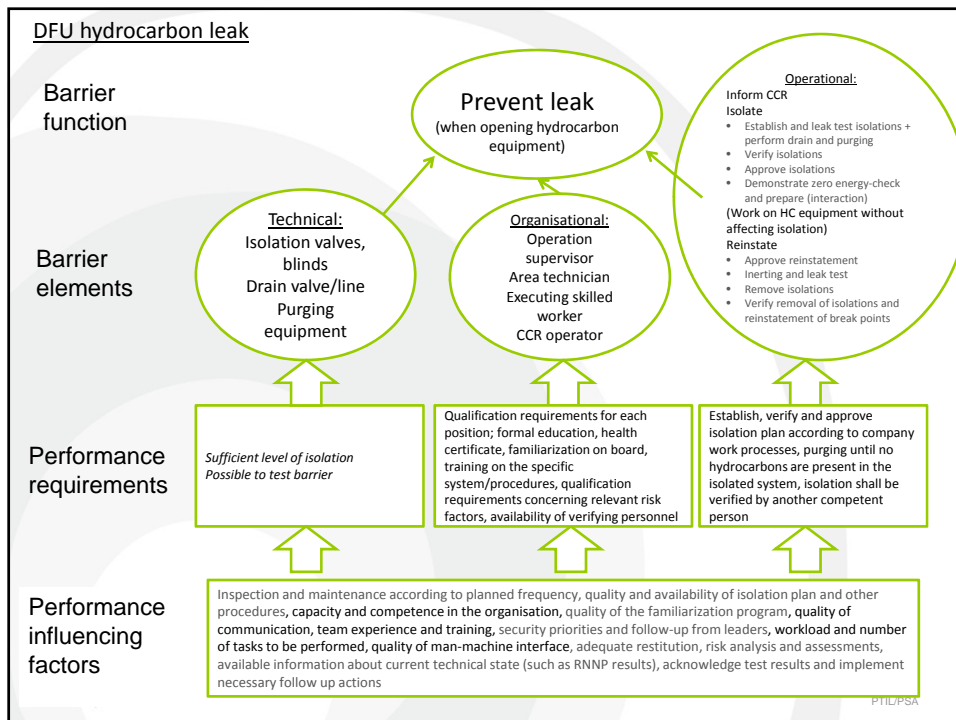 DFU hydrocarbon leak
Barrier
function
Prevent leak
(when opening hydrocarbon
equipment)
Operational:
Inform CCR
Isolate
• Establish and leak test isolations +
perform drain and purging
• Verify isolations
• Approve isolations
• Demonstrate zero energy-check
and prepare (interaction)
(Work on HC equipment without
affecting isolation)
Reinstate
• Approve reinstatement
• Inerting and leak test
• Remove isolations
• Verify removal of isolations and
reinstatement of break points
Barrier
elements
Technical:
Isolation valves,
blinds
Drain valve/line
Purging
equipment
Organisational:
Operation
supervisor
Area technician
Executing skilled
worker
CCR operator
Performance
requirements
Sufficient level of isolation
Possible to test barrier
Qualification requirements for each
position; formal education, health
certificate, familiarization on board,
training on the specific
system/procedures, qualification
requirements concerning relevant risk
factors, availability of verifying personnel
Establish, verify and approve
isolation plan according to company
work processes, purging until no
hydrocarbons are present in the
isolated system, isolation shall be
verified by another competent
person
Performance
influencing
factors
Inspection and maintenance according to planned frequency, quality and availability of isolation plan and other
procedures, capacity and competence in the organisation, quality of the familiarization program, quality of
communication, team experience and training, security priorities and follow-up from leaders, workload and number
of tasks to be performed, quality of man-machine interface, adequate restitution, risk analysis and assessments,
available information about current technical state (such as RNNP results), acknowledge test results and implement
necessary follow up actions
PTIL/PSA